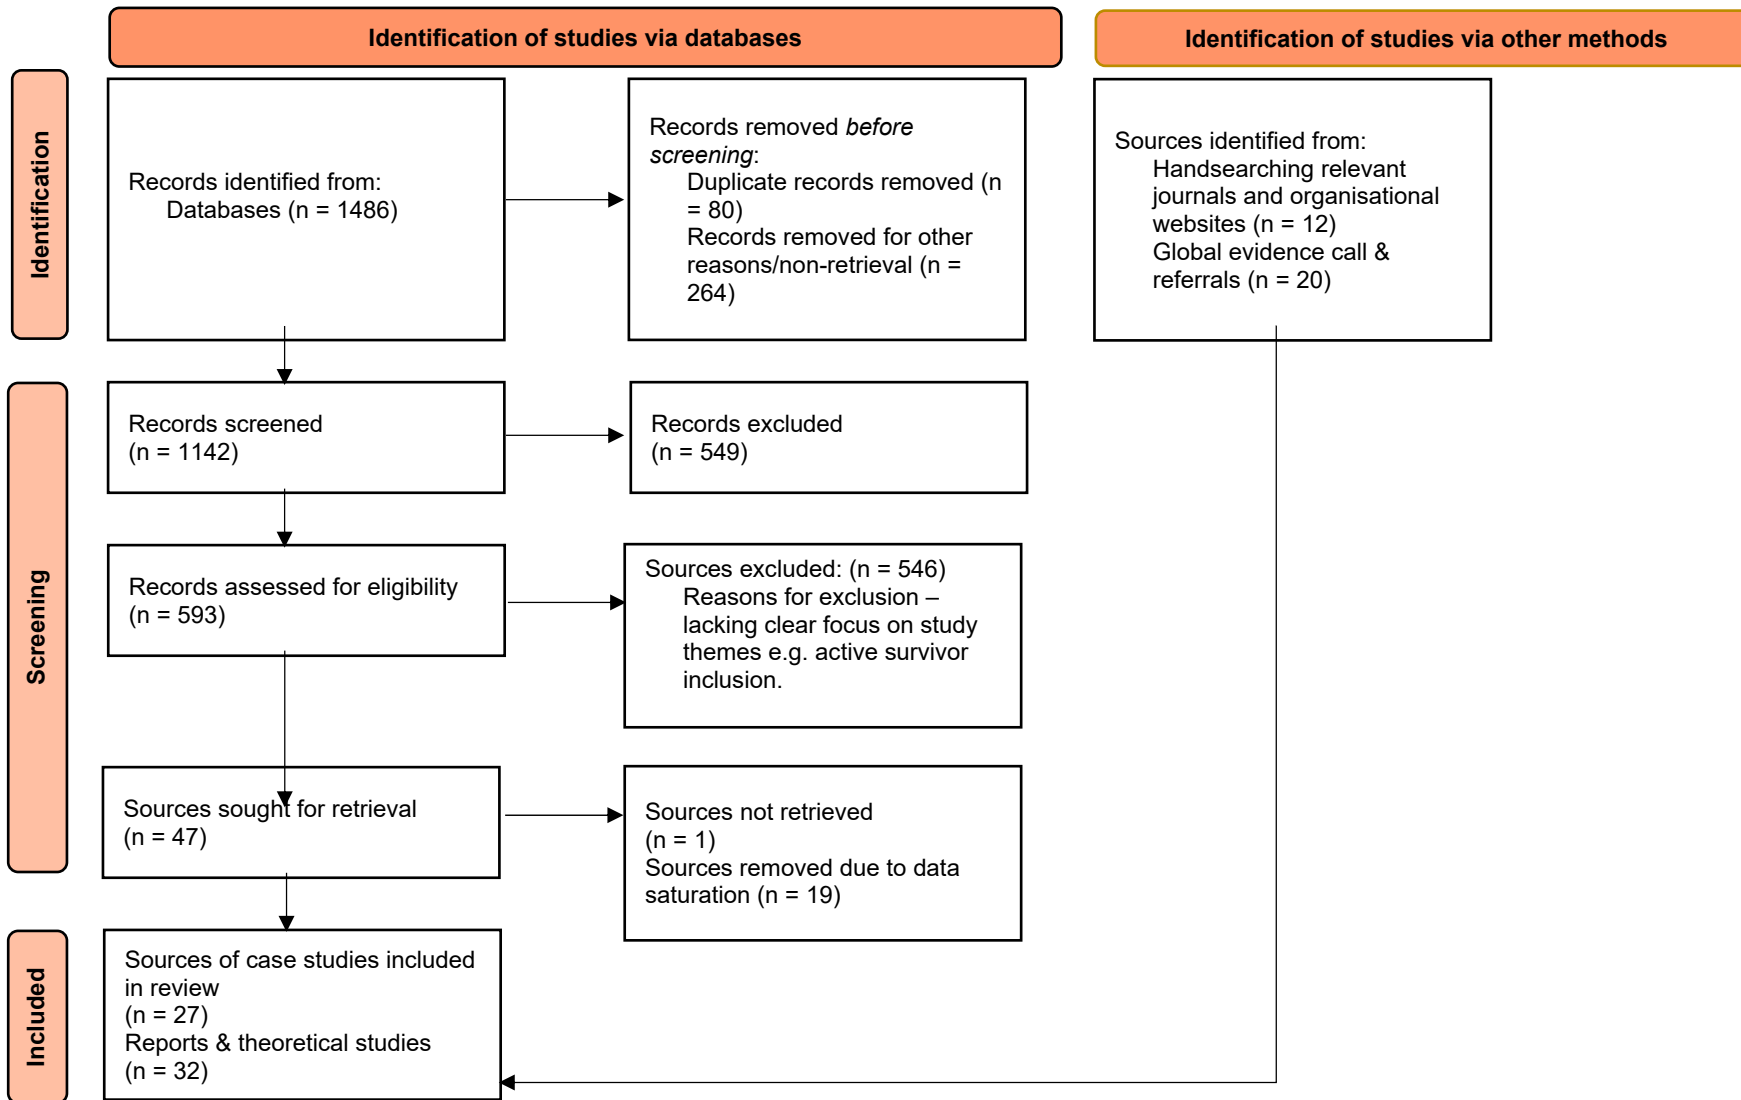 Identification of studies via databases
Identification of studies via other methods
Identification
Records identified from:
Databases (n = 1486)
Records removed before
screening:
Duplicate records removed (n
= 80)
Records removed for other
reasons/non-retrieval (n =
264)
Sources identified from:
Handsearching relevant
journals and organisational
websites (n = 12)
Global evidence call &
referrals (n = 20)
Screening
Records screened
(n = 1142)
Records excluded
(n = 549)
Records assessed for eligibility
(n = 593)
Sources excluded: (n = 546)
Reasons for exclusion –
lacking clear focus on study
themes e.g. active survivor
inclusion.
Sources sought for retrieval
(n = 47)
Sources not retrieved
(n = 1)
Sources removed due to data
saturation (n = 19)
Included
Sources of case studies included
in review
(n = 27)
Reports & theoretical studies
(n = 32)